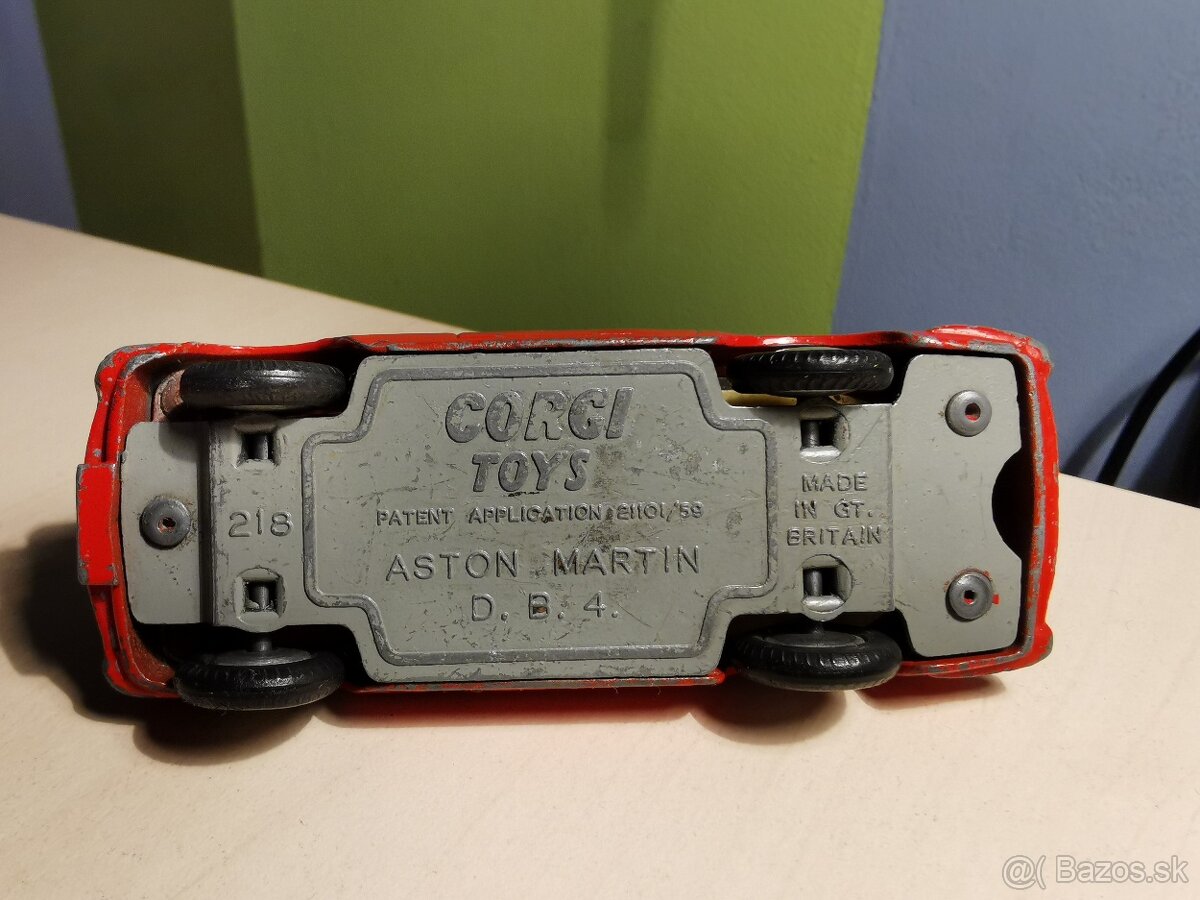 CORGI
TOYS
PATENT APPLICATION 21101/59
218
ASTON MARTIN
D. B. 4.
MADE
IN GT.
BRITAIN
@( Bazos.sk